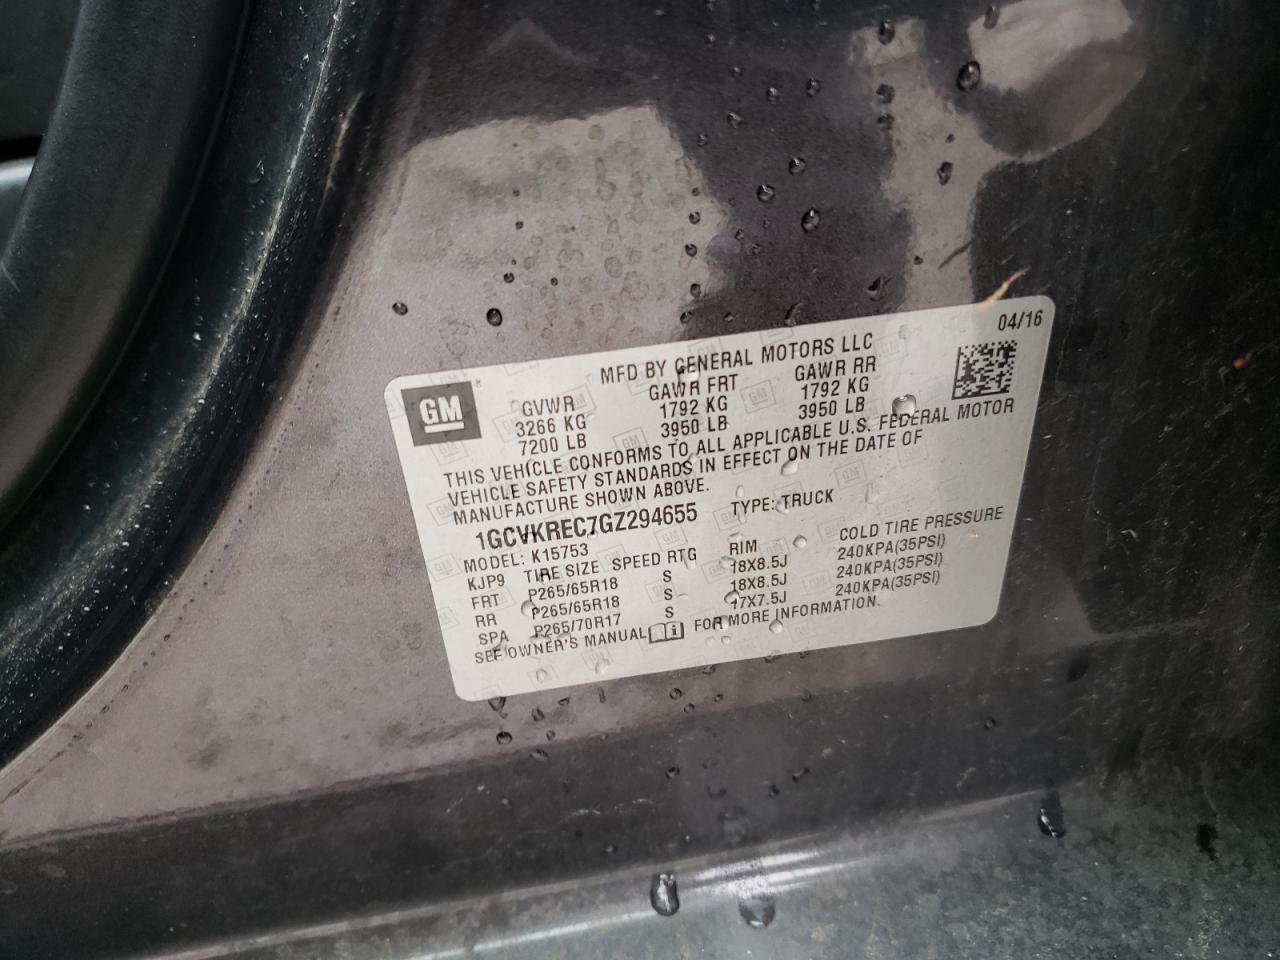 04/16
MFD BY GENERAL MOTORS LLC
GM
GVWR GAWR FRT GAWR RR
3266 KG 1792 KG 1792 KG
7200 LB 3950 LB 3950 LB
THIS VEHICLE CONFORMS TO ALL APPLICABLE U.S. FEDERAL MOTOR
VEHICLE SAFETY STANDARDS IN EFFECT ON THE DATE OF
MANUFACTURE SHOWN ABOVE.
1GCVKREC7GZ294655 TYPE: TRUCK
MODEL: K15753
KJP9 TIRE SIZE SPEED RTG RIM COLD TIRE PRESSURE
FRT P265/65R18 S 18X8.5J 240KPA(35PSI)
RR P265/65R18 S 18X8.5J 240KPA(35PSI)
SPA P265/70R17 S 17X7.5J 240KPA(35PSI)
SEE OWNER'S MANUAL FOR MORE INFORMATION.